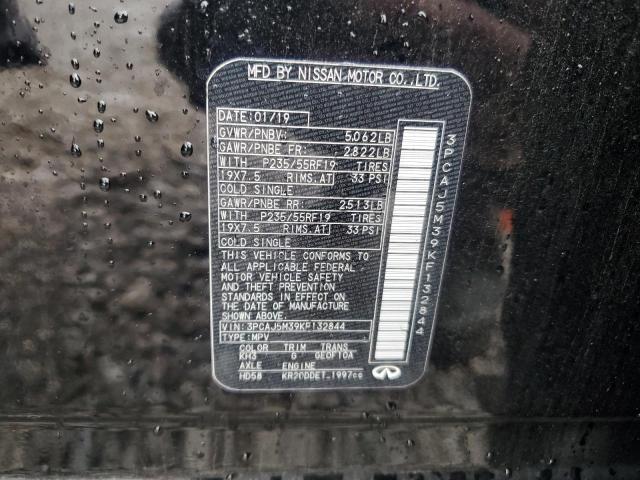 MFD BY NISSAN MOTOR CO.,LTD.
DATE: 01/19
GVWR/PNBV: 5,062LB
GAWR/PNBE FR: 2822LB
WITH P235/55RF19 TIRES
19X7.5 RIMS.AT 33 PSI
COLD SINGLE
GAWR/PNBE RR: 2513LB
WITH P235/55RF19 TIRES
19X7.5 RIMS.AT 33 PSI
COLD SINGLE
THIS VEHICLE CONFORMS TO
ALL APPLICABLE FEDERAL
MOTOR VEHICLE SAFETY
AND THEFT PREVENTION
STANDARDS IN EFFECT ON
THE DATE OF MANUFACTURE
SHOWN ABOVE.
VIN: 3PCAJ5M39KF132844
TYPE: MPV
COLOR TRIM TRANS
KH3 G GE0F10A
AXLE ENGINE
HD58 KR20DDET 1997cc
3PCAJ5M39KF132844